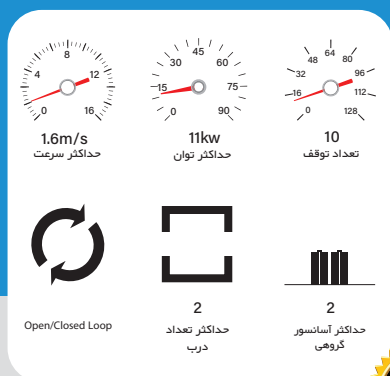 0 4 8 12 16
0 15 30 45 60 75 90
0 16 32 48 64 80 96 112 128
1.6m/s
حداکثر سرعت
11kw
حداکثر توان
10
تعداد توقف
Open/Closed Loop
2
حداکثر تعداد
درب
2
حداکثر آسانسور
گروهی